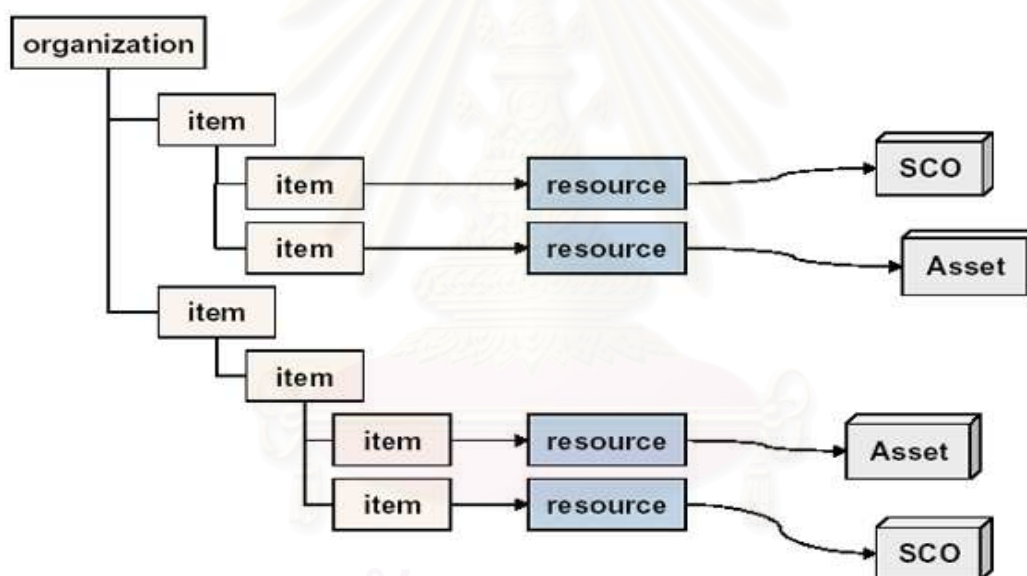 organization
item
item
resource
SCO
item
resource
Asset
item
item
item
resource
Asset
item
resource
SCO